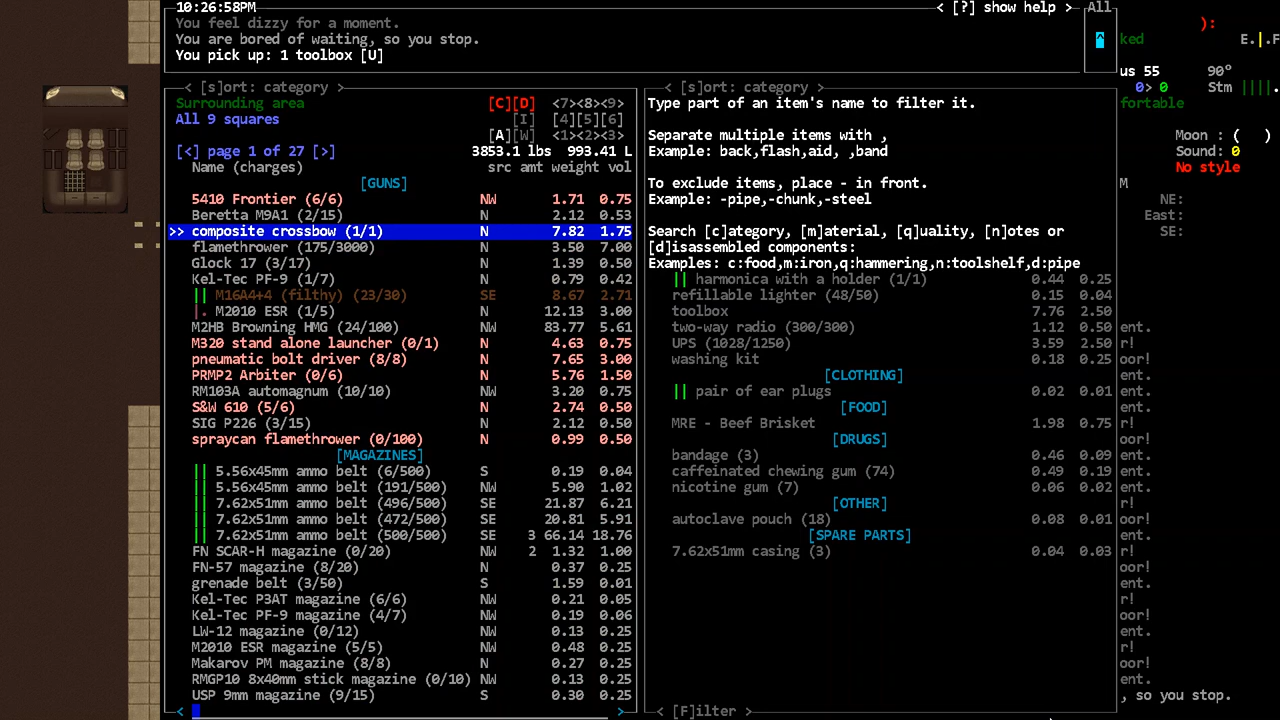 10:26:58PM
< [?] show help > All
You feel dizzy for a moment.
You are bored of waiting, so you stop.
You pick up: 1 toolbox [U]
):
ked E.|.F
us 55 90°
0> 0 Stm ||||.
fortable
Moon : ( )
Sound: 0
No style
M
NE:
East:
SE:
< [s]ort: category >
Surrounding area [C][D] <7><8><9>
All 9 squares [I] [4][5][6]
[A][W] <1><2><3>
[<] page 1 of 27 [>] 3853.1 lbs 993.41 L
Name (charges) src amt weight vol
[GUNS]
5410 Frontier (6/6) NW 1.71 0.75
Beretta M9A1 (2/15) N 2.12 0.53
>> composite crossbow (1/1) N 7.82 1.75
flamethrower (175/3000) N 3.50 7.00
Glock 17 (3/17) N 1.39 0.50
Kel-Tec PF-9 (1/7) N 0.79 0.42
|| M16A4+4 (filthy) (23/30) SE 8.67 2.71
|. M2010 ESR (1/5) N 12.13 3.00
M2HB Browning HMG (24/100) NW 83.77 5.61
M320 stand alone launcher (0/1) N 4.63 0.75
pneumatic bolt driver (8/8) N 7.65 3.00
PRMP2 Arbiter (0/6) N 5.76 1.50
RM103A automagnum (10/10) NW 3.20 0.75
S&W 610 (5/6) N 2.74 0.50
SIG P226 (3/15) N 2.12 0.50
spraycan flamethrower (0/100) N 0.99 0.50
[MAGAZINES]
|| 5.56x45mm ammo belt (6/500) S 0.19 0.04
|| 5.56x45mm ammo belt (191/500) NW 5.90 1.02
|| 7.62x51mm ammo belt (496/500) SE 21.87 6.21
|| 7.62x51mm ammo belt (472/500) SE 20.81 5.91
|| 7.62x51mm ammo belt (500/500) SE 3 66.14 18.76
FN SCAR-H magazine (0/20) NW 2 1.32 1.00
FN-57 magazine (8/20) N 0.37 0.25
grenade belt (3/50) S 1.59 0.01
Kel-Tec P3AT magazine (6/6) NW 0.21 0.05
Kel-Tec PF-9 magazine (4/7) NW 0.19 0.06
LW-12 magazine (0/12) NW 0.13 0.25
M2010 ESR magazine (5/5) NW 0.48 0.25
Makarov PM magazine (8/8) N 0.27 0.25
RMGP10 8x40mm stick magazine (0/10) NW 0.13 0.25
USP 9mm magazine (9/15) S 0.30 0.25
< >
< [s]ort: category >
Type part of an item's name to filter it.
Separate multiple items with ,
Example: back,flash,aid, ,band
To exclude items, place - in front.
Example: -pipe,-chunk,-steel
Search [c]ategory, [m]aterial, [q]uality, [n]otes or
[d]isassembled components:
Examples: c:food,m:iron,q:hammering,n:toolshelf,d:pipe
|| harmonica with a holder (1/1) 0.44 0.25
refillable lighter (48/50) 0.15 0.04
toolbox 7.76 2.50
two-way radio (300/300) 1.12 0.50
UPS (1028/1250) 3.59 2.50
washing kit 0.18 0.25
[CLOTHING]
|| pair of ear plugs 0.02 0.01
[FOOD]
MRE - Beef Brisket 1.98 0.75
[DRUGS]
bandage (3) 0.46 0.09
caffeinated chewing gum (74) 0.49 0.19
nicotine gum (7) 0.06 0.02
[OTHER]
autoclave pouch (18) 0.08 0.01
[SPARE PARTS]
7.62x51mm casing (3) 0.04 0.03
< [F]ilter >
ent.
r!
oor!
ent.
ent.
ent.
ent.
oor!
ent.
ent.
r!
oor!
ent.
r!
oor!
ent.
ent.
r!
oor!
ent.
r!
oor!
ent.
, so you stop.